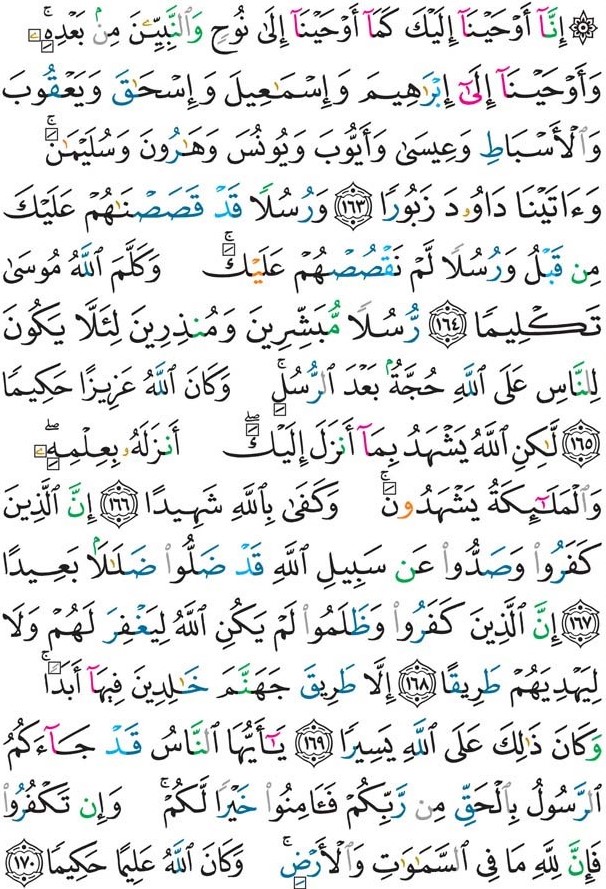 ۞ إِنَّآ أَوْحَيْنَآ إِلَيْكَ كَمَآ أَوْحَيْنَآ إِلَىٰ نُوحٍ وَٱلنَّبِيِّـۧنَ مِنۢ بَعْدِهِۦۚ
وَأَوْحَيْنَآ إِلَىٰٓ إِبْرَٰهِيمَ وَإِسْمَٰعِيلَ وَإِسْحَٰقَ وَيَعْقُوبَ
وَٱلْأَسْبَاطِ وَعِيسَىٰ وَأَيُّوبَ وَيُونُسَ وَهَٰرُونَ وَسُلَيْمَٰنَۚ
وَءَاتَيْنَا دَاوُۥدَ زَبُورًا ١٦٣ وَرُسُلًا قَدْ قَصَصْنَٰهُمْ عَلَيْكَ
مِن قَبْلُ وَرُسُلًا لَّمْ نَقْصُصْهُمْ عَلَيْكَۚ وَكَلَّمَ ٱللَّهُ مُوسَىٰ
تَكْلِيمًا ١٦٤ رُّسُلًا مُّبَشِّرِينَ وَمُنذِرِينَ لِئَلَّا يَكُونَ
لِلنَّاسِ عَلَى ٱللَّهِ حُجَّةٌۢ بَعْدَ ٱلرُّسُلِۚ وَكَانَ ٱللَّهُ عَزِيزًا حَكِيمًا
١٦٥ لَّٰكِنِ ٱللَّهُ يَشْهَدُ بِمَآ أَنزَلَ إِلَيْكَۖ أَنزَلَهُۥ بِعِلْمِهِۦۖ
وَٱلْمَلَٰٓئِكَةُ يَشْهَدُونَۚ وَكَفَىٰ بِٱللَّهِ شَهِيدًا ١٦٦ إِنَّ ٱلَّذِينَ
كَفَرُوا۟ وَصَدُّوا۟ عَن سَبِيلِ ٱللَّهِ قَدْ ضَلُّوا۟ ضَلَٰلًۢا بَعِيدًا
١٦٧ إِنَّ ٱلَّذِينَ كَفَرُوا۟ وَظَلَمُوا۟ لَمْ يَكُنِ ٱللَّهُ لِيَغْفِرَ لَهُمْ وَلَا
لِيَهْدِيَهُمْ طَرِيقًا ١٦٨ إِلَّا طَرِيقَ جَهَنَّمَ خَٰلِدِينَ فِيهَآ أَبَدًاۚ
وَكَانَ ذَٰلِكَ عَلَى ٱللَّهِ يَسِيرًا ١٦٩ يَٰٓأَيُّهَا ٱلنَّاسُ قَدْ جَآءَكُمُ
ٱلرَّسُولُ بِٱلْحَقِّ مِن رَّبِّكُمْ فَـَٔامِنُوا۟ خَيْرًا لَّكُمْۚ وَإِن تَكْفُرُوا۟
فَإِنَّ لِلَّهِ مَا فِى ٱلسَّمَٰوَٰتِ وَٱلْأَرْضِۚ وَكَانَ ٱللَّهُ عَلِيمًا حَكِيمًا ١٧٠